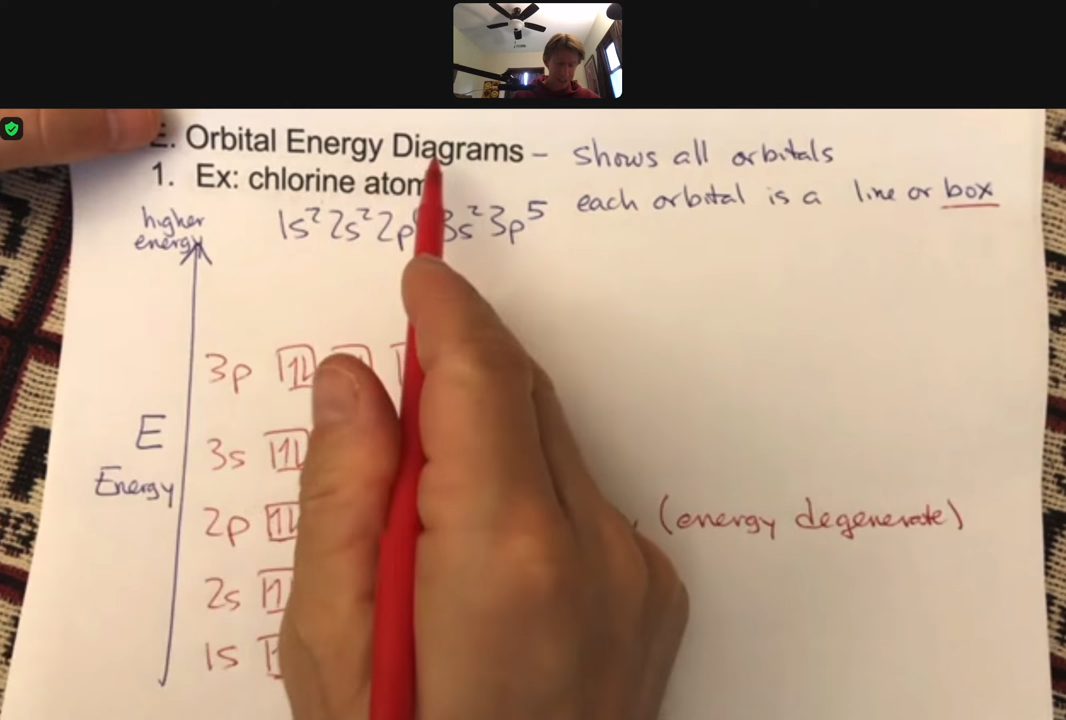 E. Orbital Energy Diagrams – shows all orbitals
1. Ex: chlorine atom
each orbital is a line or box
higher energy
1s² 2s² 2p 3s² 3p⁵
3p
E
3s
Energy
2p
(energy degenerate)
2s
1s